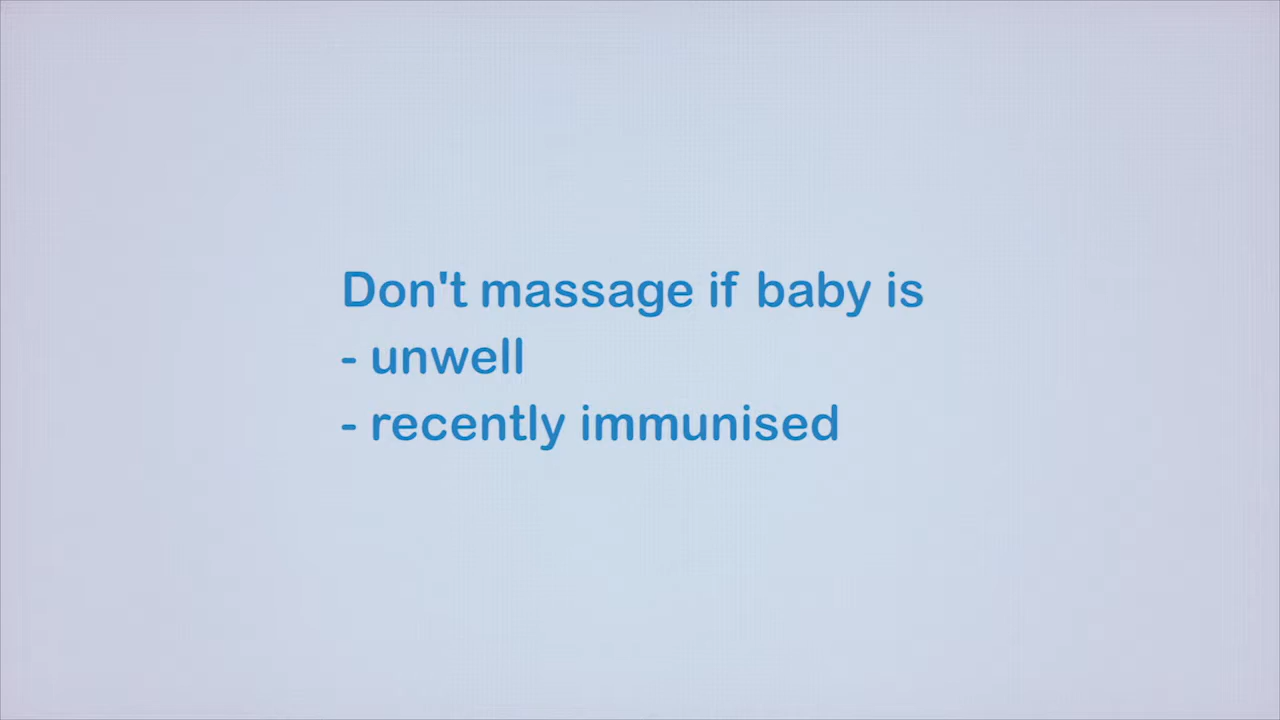 Don't massage if baby is
- unwell
- recently immunised